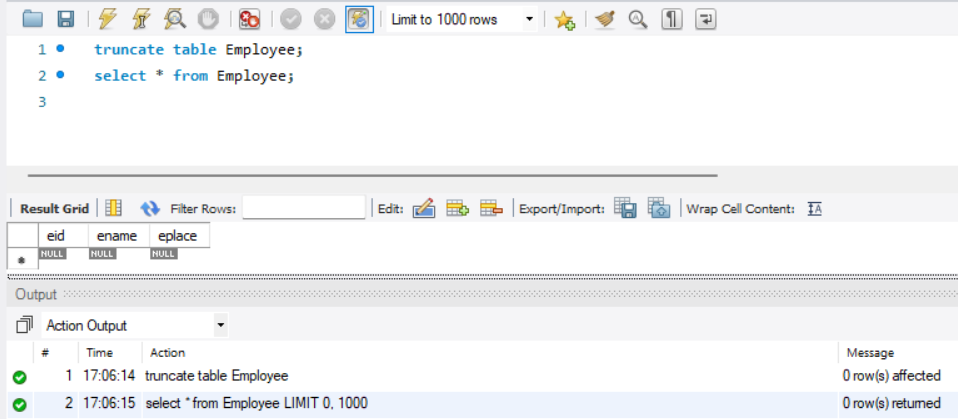 Limit to 1000 rows
1 truncate table Employee;
2 select * from Employee;
3
Result Grid Filter Rows: Edit: Export/Import: Wrap Cell Content: IA
eid ename eplace
* NULL NULL NULL
Output
Action Output
# Time Action Message
1 17:06:14 truncate table Employee 0 row(s) affected
2 17:06:15 select * from Employee LIMIT 0, 1000 0 row(s) returned